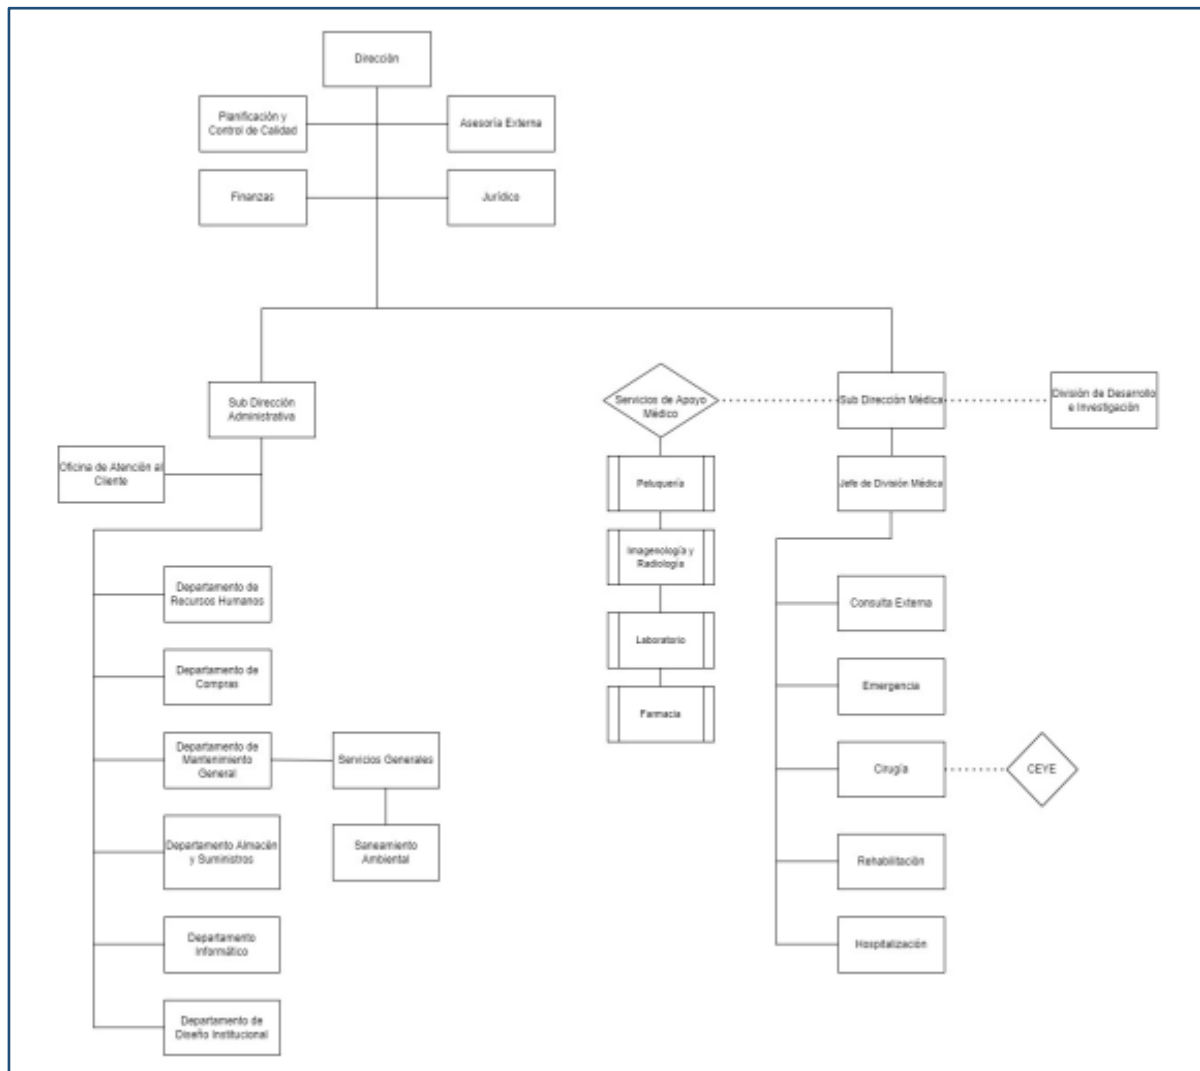 Dirección
Planificación y
Control de Calidad
Asesoría Externa
Finanzas
Jurídico
Sub Dirección
Administrativa
Oficina de Atención al
Cliente
Departamento de
Recursos Humanos
Departamento de
Compras
Departamento de
Mantenimiento
General
Servicios Generales
Saneamiento
Ambiental
Departamento Almacén
y Suministros
Departamento
Informático
Departamento de
Diseño Institucional
Servicios de Apoyo
Médico
Peluquería
Imagenología y
Radiología
Laboratorio
Farmacia
Sub Dirección Médica
División de Desarrollo
e Investigación
Jefe de División Médica
Consulta Externa
Emergencia
Cirugía
CEYE
Rehabilitación
Hospitalización